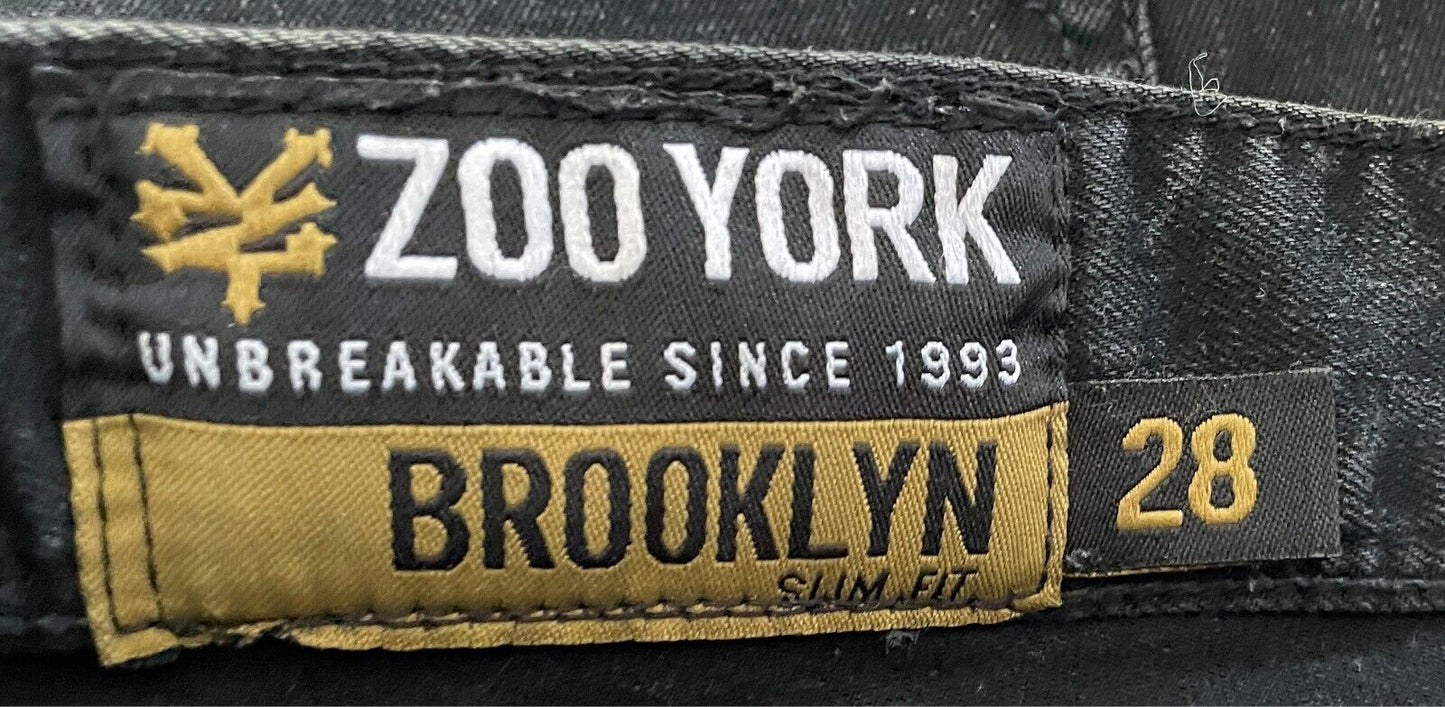 ZOO YORK
UNBREAKABLE SINCE 1993
BROOKLYN
SLIM FIT
28